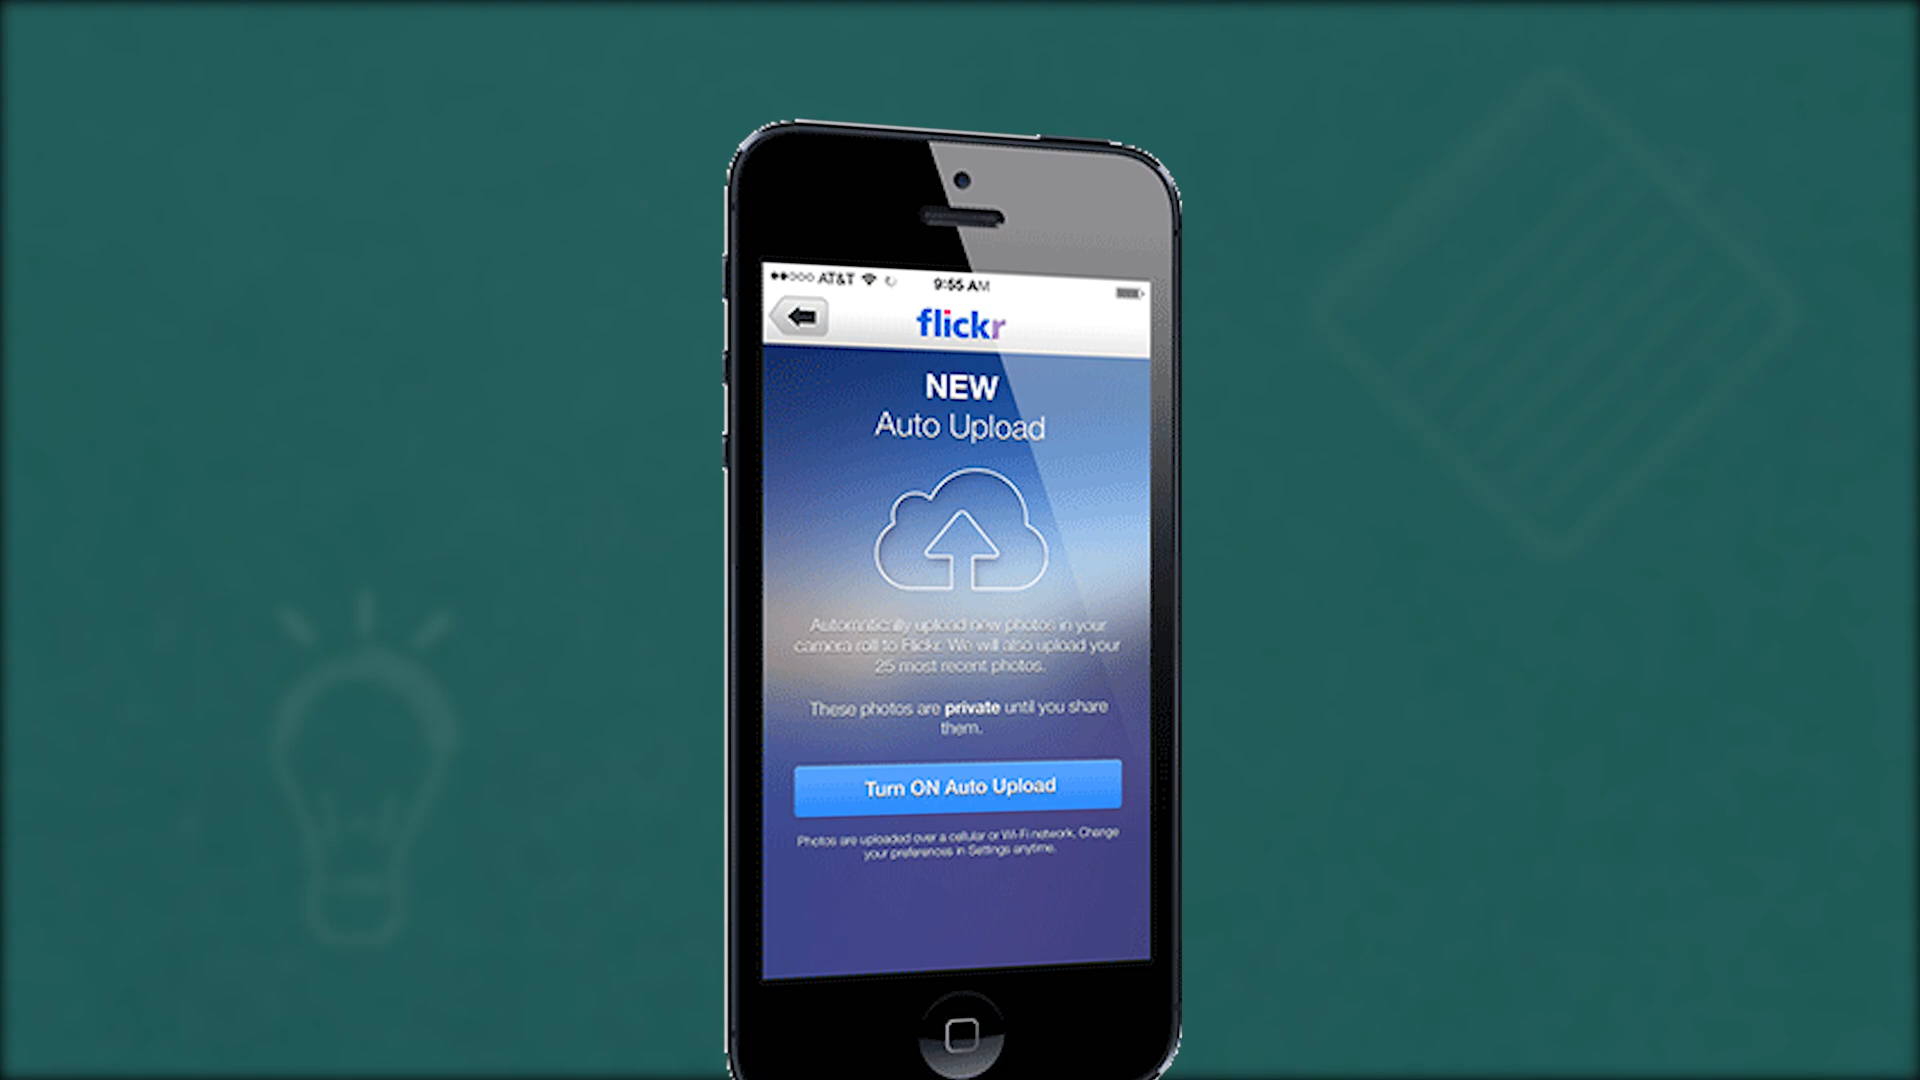 AT&T 9:55 AM
flickr
NEW
Auto Upload
Automatically upload new photos in your
camera roll to Flickr. We will also upload your
25 most recent photos.
These photos are private until you share
them.
Turn ON Auto Upload
Photos are uploaded over a cellular or Wi-Fi network. Change
your preferences in Settings anytime.